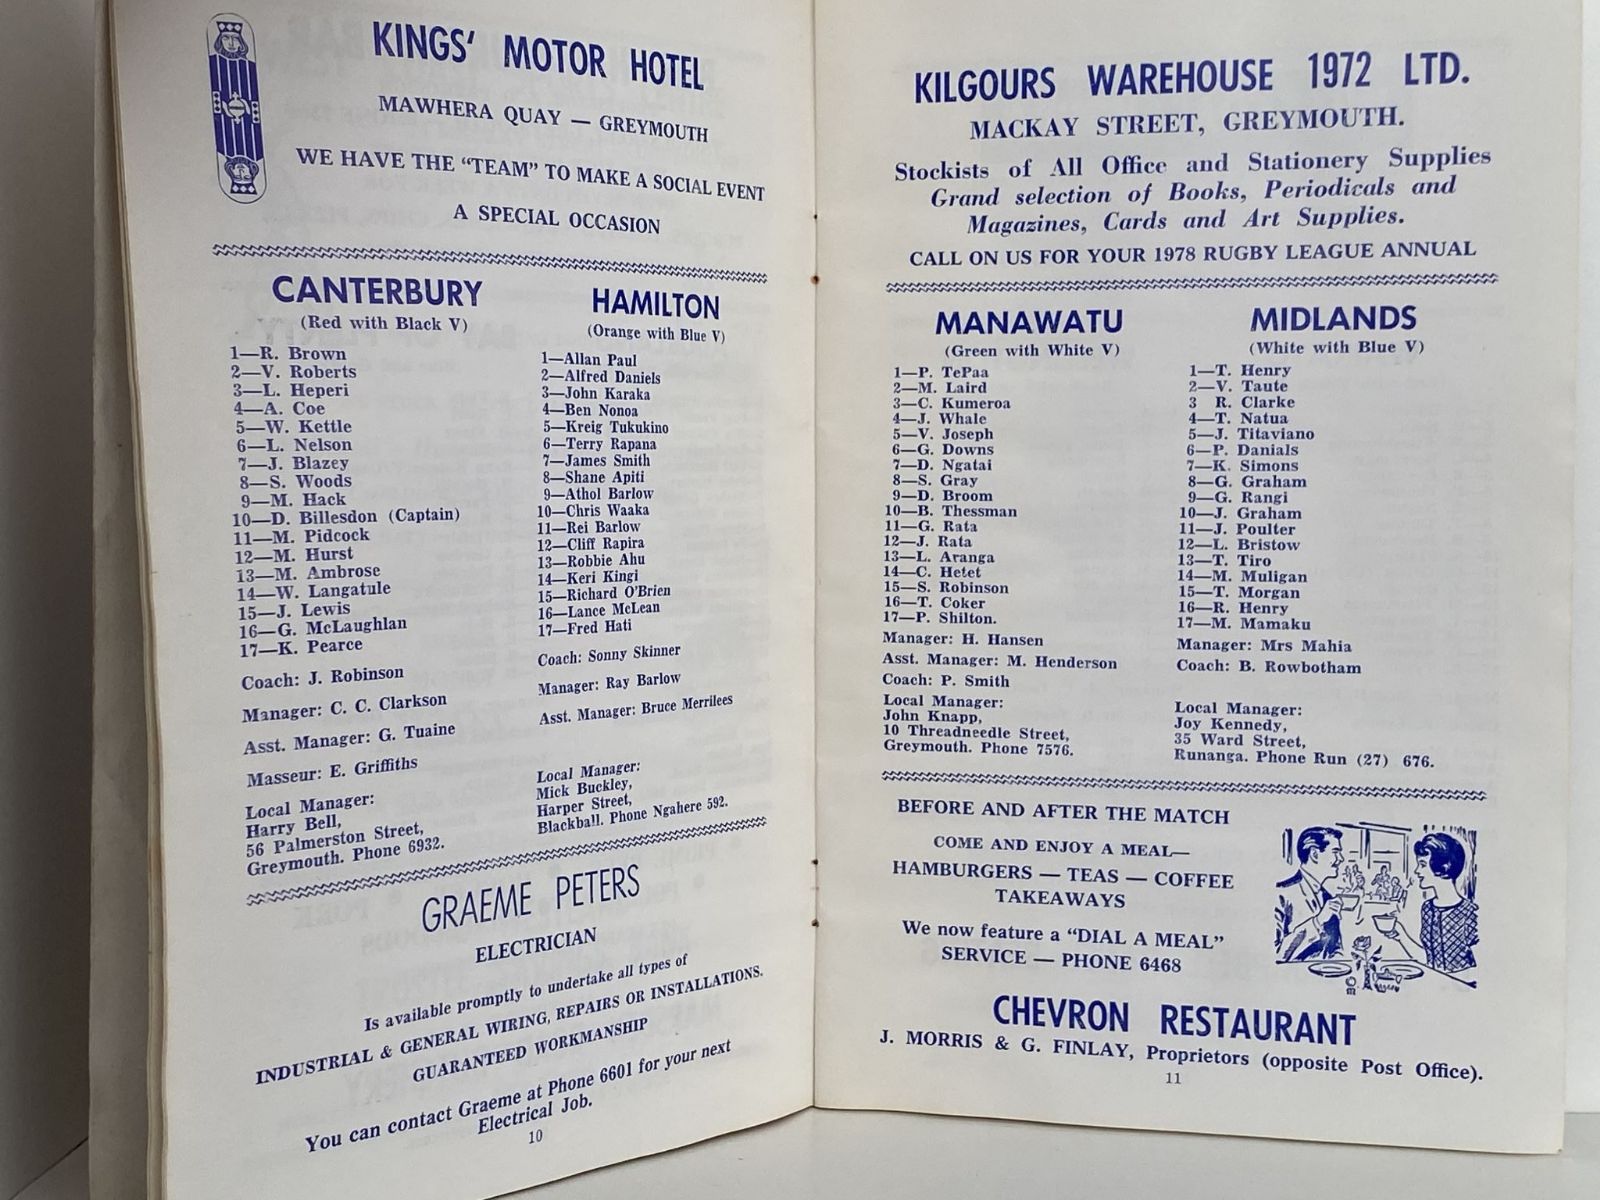 KINGS' MOTOR HOTEL
MAWHERA QUAY — GREYMOUTH
WE HAVE THE "TEAM" TO MAKE A SOCIAL EVENT
A SPECIAL OCCASION
CANTERBURY
(Red with Black V)
1—R. Brown
2—V. Roberts
3—L. Heperi
4—A. Coe
5—W. Kettle
6—L. Nelson
7—J. Blazey
8—S. Woods
9—M. Hack
10—D. Billesdon (Captain)
11—M. Pidcock
12—M. Hurst
13—M. Ambrose
14—W. Langatule
15—J. Lewis
16—G. McLaughlan
17—K. Pearce
Coach: J. Robinson
Manager: C. C. Clarkson
Asst. Manager: G. Tuaine
Masseur: E. Griffiths
Local Manager:
Harry Bell,
56 Palmerston Street,
Greymouth. Phone 6932.
HAMILTON
(Orange with Blue V)
1—Allan Paul
2—Alfred Daniels
3—John Karaka
4—Ben Nonoa
5—Kreig Tukukino
6—Terry Rapana
7—James Smith
8—Shane Apiti
9—Athol Barlow
10—Chris Waaka
11—Rei Barlow
12—Cliff Rapira
13—Robbie Ahu
14—Keri Kingi
15—Richard O'Brien
16—Lance McLean
17—Fred Hati
Coach: Sonny Skinner
Manager: Ray Barlow
Asst. Manager: Bruce Merrilees
Local Manager:
Mick Buckley,
Harper Street,
Blackball. Phone Ngahere 592.
GRAEME PETERS
ELECTRICIAN
Is available promptly to undertake all types of
INDUSTRIAL & GENERAL WIRING, REPAIRS OR INSTALLATIONS.
GUARANTEED WORKMANSHIP
You can contact Graeme at Phone 6601 for your next
Electrical Job.
10
KILGOURS WAREHOUSE 1972 LTD.
MACKAY STREET, GREYMOUTH.
Stockists of All Office and Stationery Supplies
Grand selection of Books, Periodicals and
Magazines, Cards and Art Supplies.
CALL ON US FOR YOUR 1978 RUGBY LEAGUE ANNUAL
MANAWATU
(Green with White V)
1—P. TePaa
2—M. Laird
3—C. Kumeroa
4—J. Whale
5—V. Joseph
6—G. Downs
7—D. Ngatai
8—S. Gray
9—D. Broom
10—B. Thessman
11—G. Rata
12—J. Rata
13—L. Aranga
14—C. Hetet
15—S. Robinson
16—T. Coker
17—P. Shilton.
Manager: H. Hansen
Asst. Manager: M. Henderson
Coach: P. Smith
Local Manager:
John Knapp,
10 Threadneedle Street,
Greymouth. Phone 7576.
MIDLANDS
(White with Blue V)
1—T. Henry
2—V. Taute
3 R. Clarke
4—T. Natua
5—J. Titaviano
6—P. Danials
7—K. Simons
8—G. Graham
9—G. Rangi
10—J. Graham
11—J. Poulter
12—L. Bristow
13—T. Tiro
14—M. Muligan
15—T. Morgan
16—R. Henry
17—M. Mamaku
Manager: Mrs Mahia
Coach: B. Rowbotham
Local Manager:
Joy Kennedy,
35 Ward Street,
Runanga. Phone Run (27) 676.
BEFORE AND AFTER THE MATCH
COME AND ENJOY A MEAL—
HAMBURGERS — TEAS — COFFEE
TAKEAWAYS
We now feature a "DIAL A MEAL"
SERVICE — PHONE 6468
CHEVRON RESTAURANT
J. MORRIS & G. FINLAY, Proprietors (opposite Post Office).
11